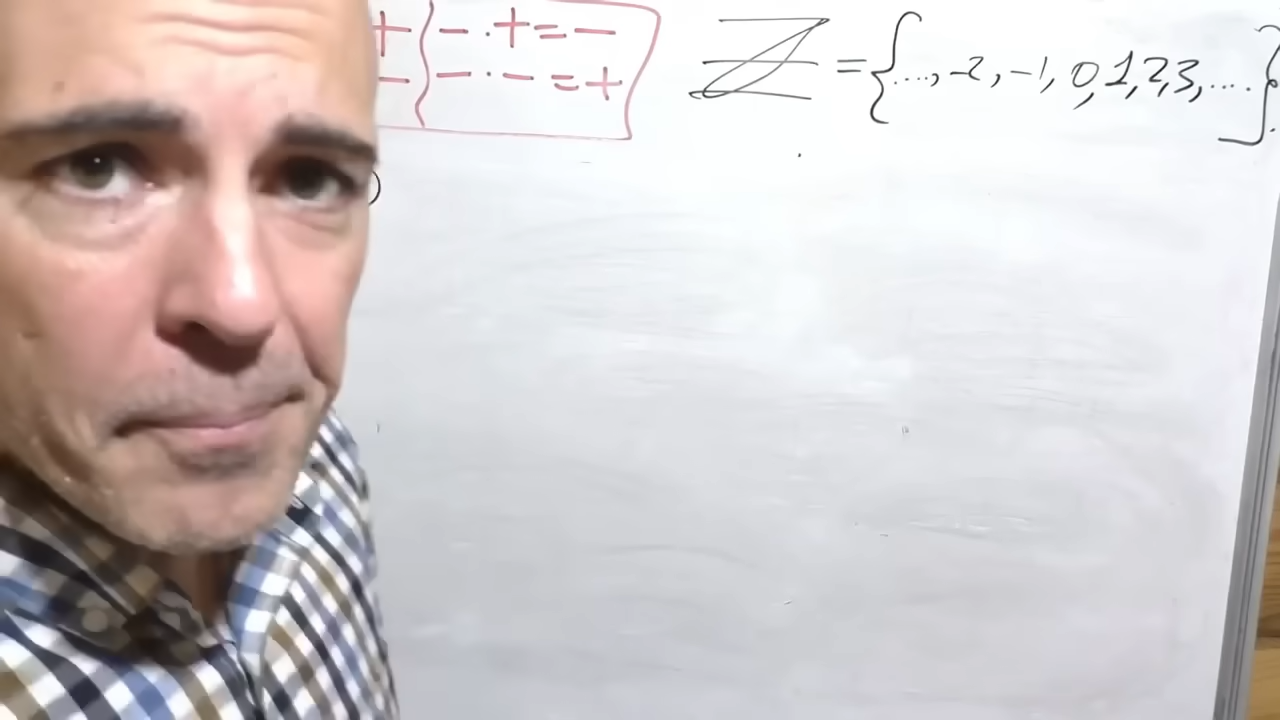 + - · + = -
- - · - = +
ℤ = {..., -2, -1, 0, 1, 2, 3, ....}
)